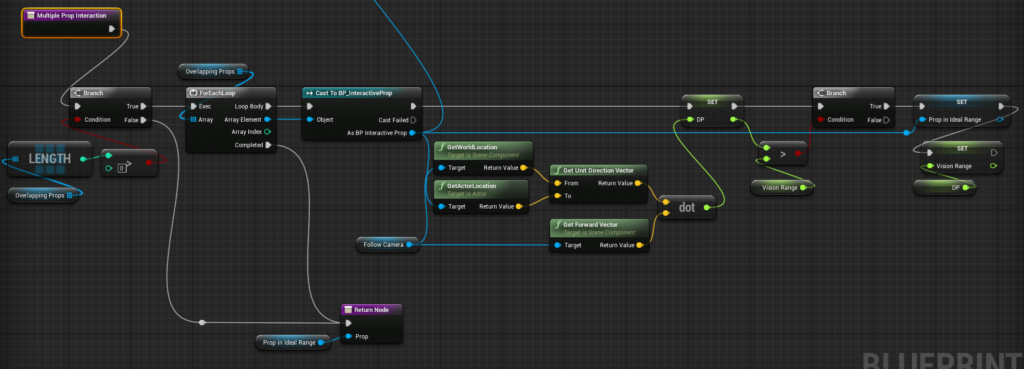 Multiple Prop Interaction
Overlapping Props
Branch
True
Condition
False
ForEachLoop
Exec
Loop Body
Array
Array Element
Array Index
Completed
Cast To BP_InteractiveProp
Cast Failed
Object
As BP Interactive Prop
SET
DP
Branch
True
Condition
False
SET
Prop in Ideal Range
LENGTH
>
0
Overlapping Props
GetWorldLocation
Target is Scene Component
Target
Return Value
GetActorLocation
Target is Actor
Target
Return Value
Get Unit Direction Vector
From
Return Value
To
dot
>
Vision Range
SET
Vision Range
DP
Get Forward Vector
Target is Scene Component
Target
Return Value
Follow Camera
Return Node
Prop
Prop in Ideal Range
BLUEPRINT